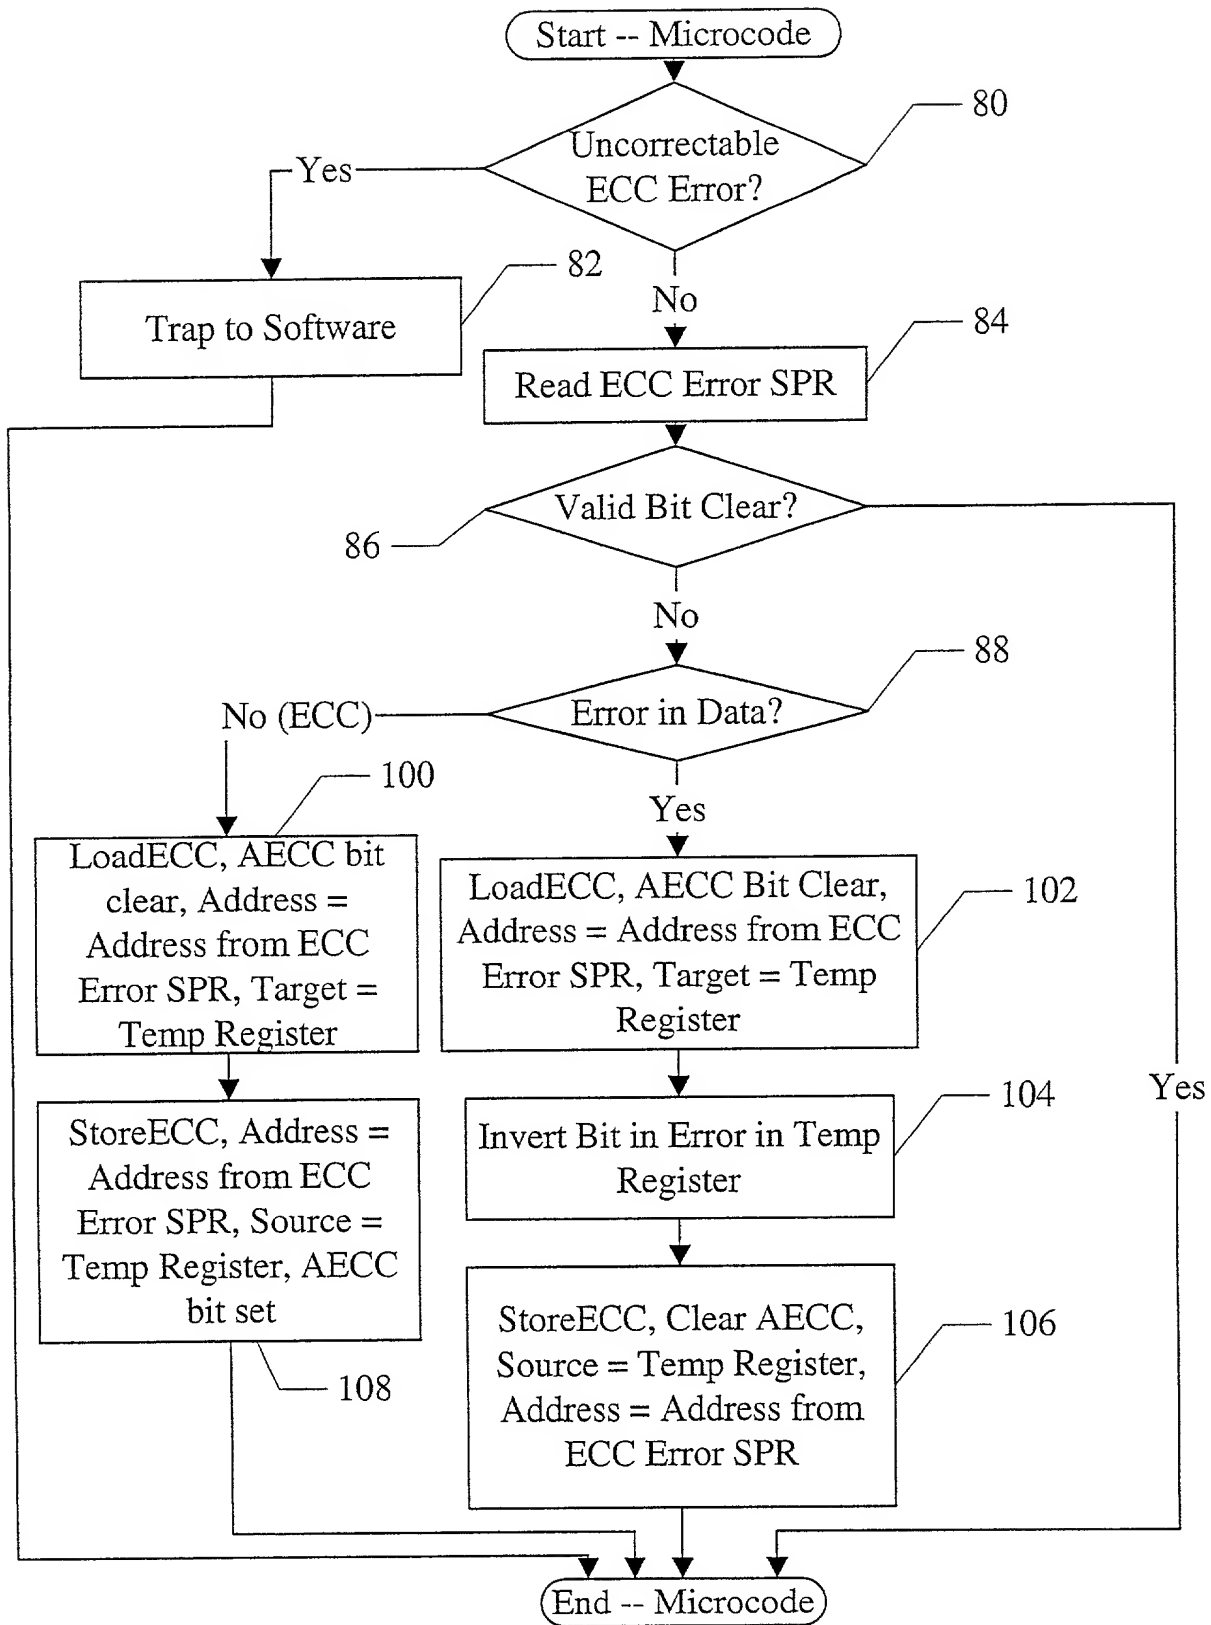 Start -- Microcode
80
Uncorrectable
ECC Error?
Yes
82
Trap to Software
No
84
Read ECC Error SPR
Valid Bit Clear?
86
No
88
Error in Data?
No (ECC)
100
Yes
LoadECC, AECC bit
clear, Address =
Address from ECC
Error SPR, Target =
Temp Register
LoadECC, AECC Bit Clear,
Address = Address from ECC
Error SPR, Target = Temp
Register
102
Yes
StoreECC, Address =
Address from ECC
Error SPR, Source =
Temp Register, AECC
bit set
104
Invert Bit in Error in Temp
Register
StoreECC, Clear AECC,
Source = Temp Register,
Address = Address from
ECC Error SPR
106
108
End -- Microcode